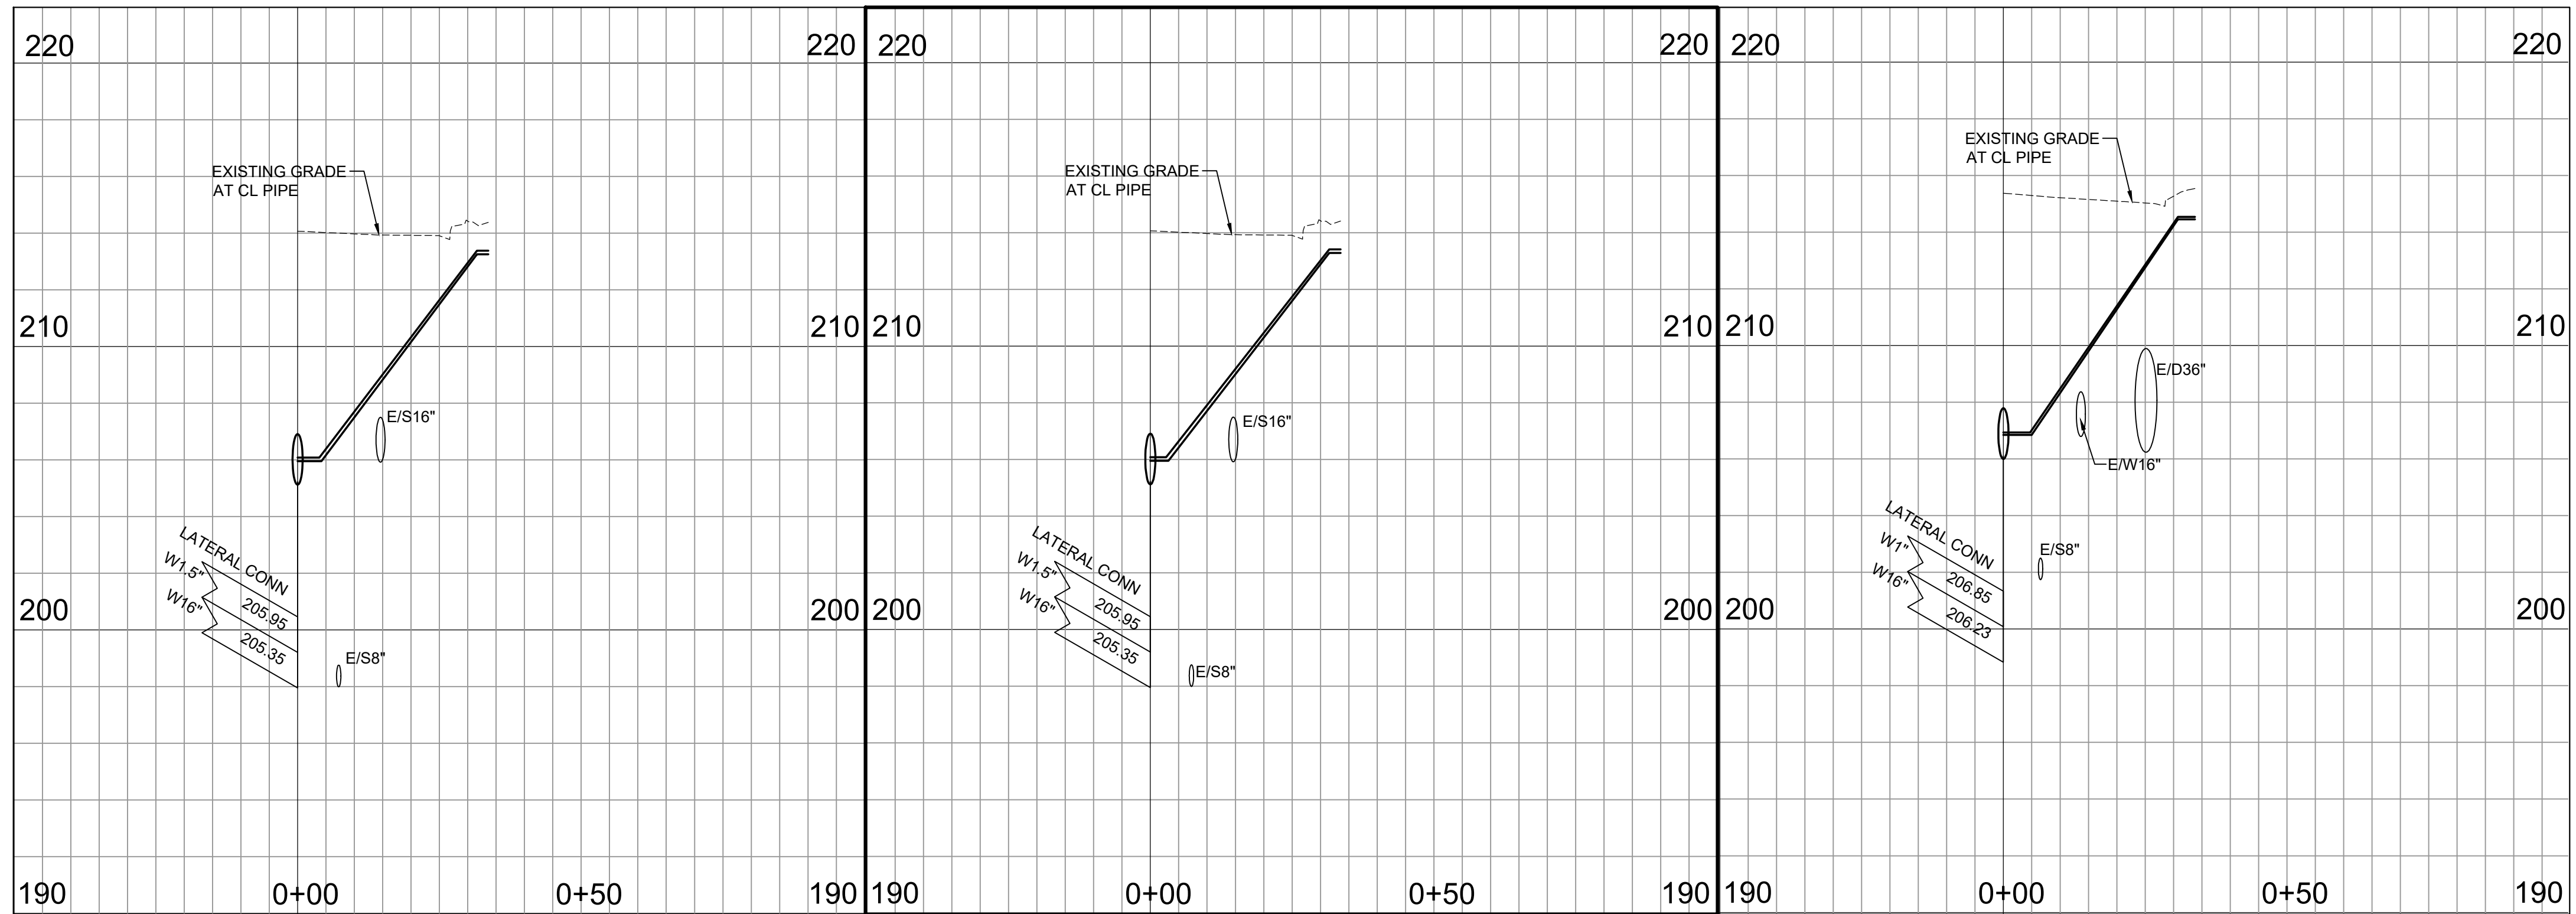 220
220
EXISTING GRADE
AT CL PIPE
210
210
E/S16"
LATERAL CONN
W1.5"
205.95
W16"
205.35
200
200
E/S8"
190
0+00
0+50
190
220
220
EXISTING GRADE
AT CL PIPE
210
210
E/S16"
LATERAL CONN
W1.5"
205.95
W16"
205.35
200
200
E/S8"
190
0+00
0+50
190
220
220
EXISTING GRADE
AT CL PIPE
210
210
E/D36"
E/W16"
LATERAL CONN
W1"
206.85
W16"
206.23
E/S8"
200
200
190
0+00
0+50
190